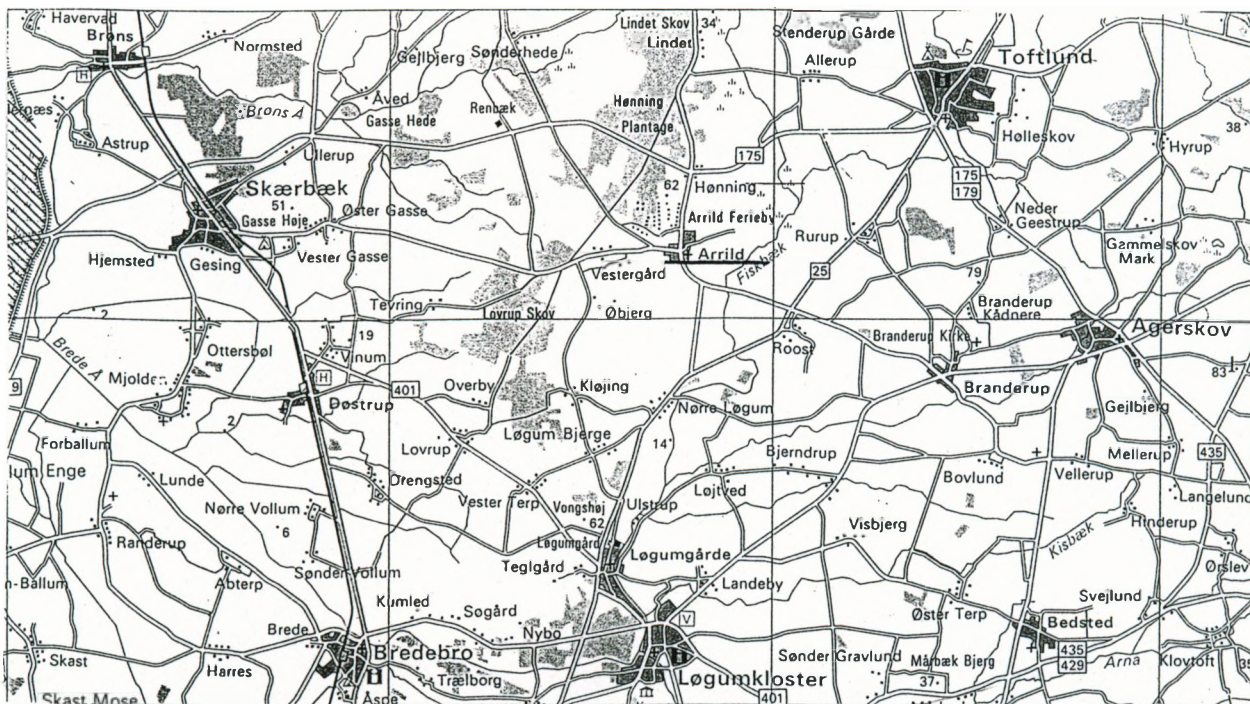 Havervad
Brøns
H
Normsted
Gejlbjerg
Sønderhede
Lindet Skov
34
Lindet
Stenderup Gårde
Allerup
Toftlund
H
Brøns Å
Åved
Gasse Hede
Renbæk
Hønning
Plantage
Hølleskov
38
Hyrup
Astrup
Ullerup
175
Skærbæk
51
Gasse Høje
Øster Gasse
62
Hønning
175
179
Neder
Geestrup
Arrild Ferieby
Hjemsted
Gesing
Vester Gasse
Vestergård
Arrild
Fiskbæk
Rurup
25
79
Gammelskov
Mark
Tevring
Lovrup Skov
Øbjerg
Branderup
Kådnere
2
Brede Å
Ottersbøl
19
Vinum
Roost
Branderup Kirke
Agerskov
9
Mjolden
H
Døstrup
401
Overby
Kløjing
Nørre Løgum
Branderup
83
Gejlbjerg
2
Forballum
Lovrup
Løgum Bjerge
14
Bjerndrup
Mellerup
435
lum Enge
Lunde
Drengsted
Vester Terp
Vongshøj
62
Ulstrup
Løjtved
Bovlund
Vellerup
Langelund
Nørre Vollum
6
Randerup
Løgumgård
Visbjerg
Kisbæk
Hinderup
n-Ballum
Abterp
Sønder Vollum
Teglgård
Løgumgårde
Landeby
Ørslev
Kumled
Søgård
Nybo
V
Øster Terp
Svejlund
Bedsted
Brede
Bredebro
H
Skast
Harres
Trælborg
Løgumkloster
H
Sønder Gravlund
Mårbæk Bjerg
37
435
429
Arna
Klovtoft
35
Skast Mose
Åspe
401